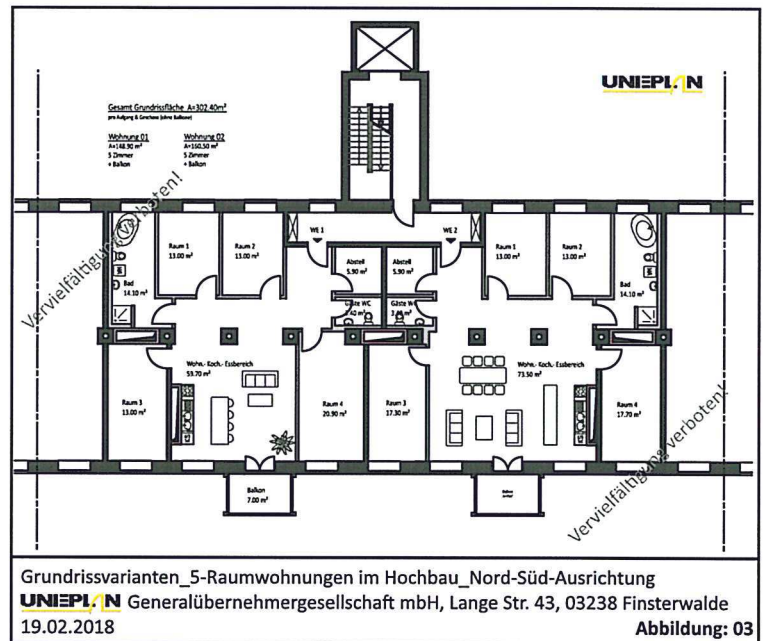 UNIEPLAN
Gesamt Grundrissfläche A=302.40m²
pro Aufgang & Geschoss (ohne Balkone)
Wohnung 01
A=148.90 m²
5 Zimmer
+ Balkon
Wohnung 02
A=160.50 m²
5 Zimmer
+ Balkon
Vervielfältigung verboten!
WE 1
WE 2
Raum 1
13.00 m²
Raum 2
13.00 m²
Abstell
5.90 m²
Abstell
5.90 m²
Raum 1
13.00 m²
Raum 2
13.00 m²
Bad
14.10 m²
Bad
14.10 m²
Gäste WC
Gäste WC
Wohn,- Koch,- Essbereich
53.70 m²
Wohn,- Koch,- Essbereich
73.50 m²
Raum 3
13.00 m²
Raum 4
20.90 m²
Raum 3
17.30 m²
Raum 4
17.70 m²
Balkon
7.00 m²
Vervielfältigung verboten!
Grundrissvarianten_5-Raumwohnungen im Hochbau_Nord-Süd-Ausrichtung
UNIEPLAN Generalübernehmergesellschaft mbH, Lange Str. 43, 03238 Finsterwalde
19.02.2018
Abbildung: 03